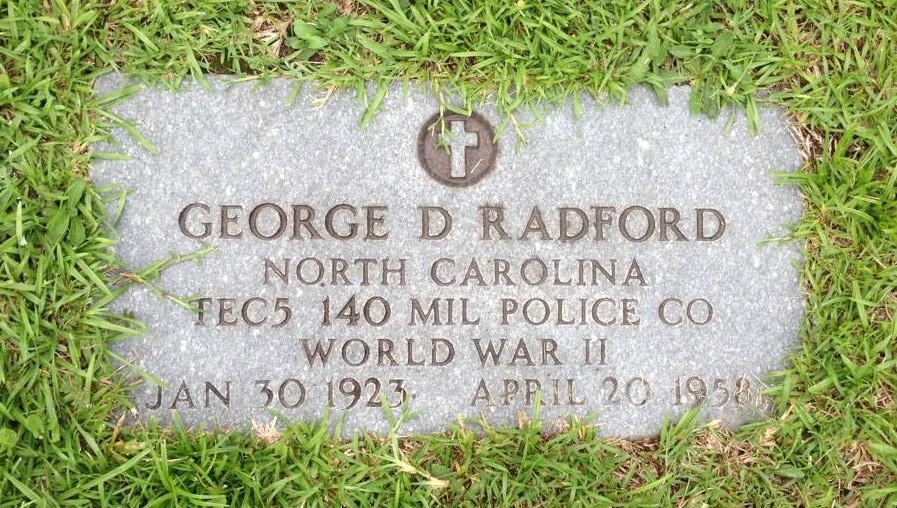 GEORGE D RADFORD
NORTH CAROLINA
TEC5 140 MIL POLICE CO
WORLD WAR II
JAN 30 1923 APRIL 20 1958